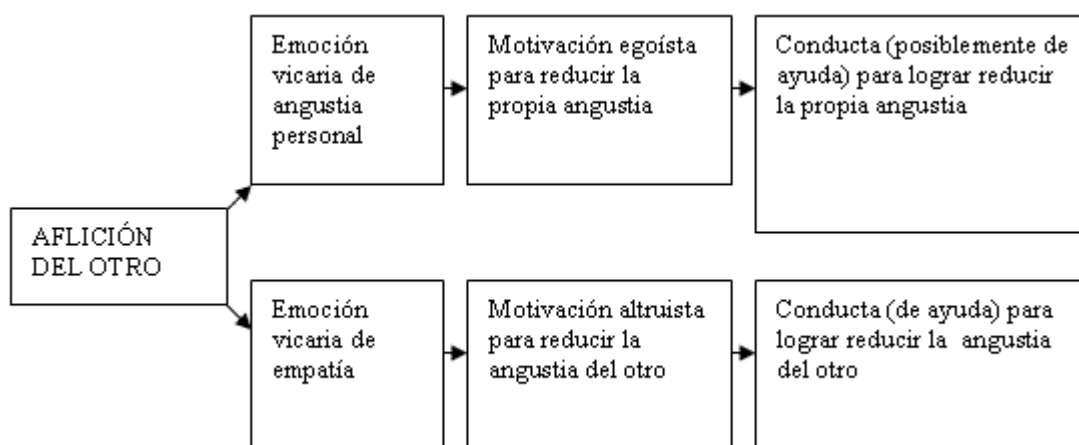 Emoción
vicaria de
angustia
personal
Motivación egoísta
para reducir la
propia angustia
Conducta (posiblemente de
ayuda) para lograr reducir
la propia angustia
AFLICIÓN
DEL OTRO
Emoción
vicaria de
empatía
Motivación altruista
para reducir la
angustia del otro
Conducta (de ayuda) para
lograr reducir la angustia
del otro